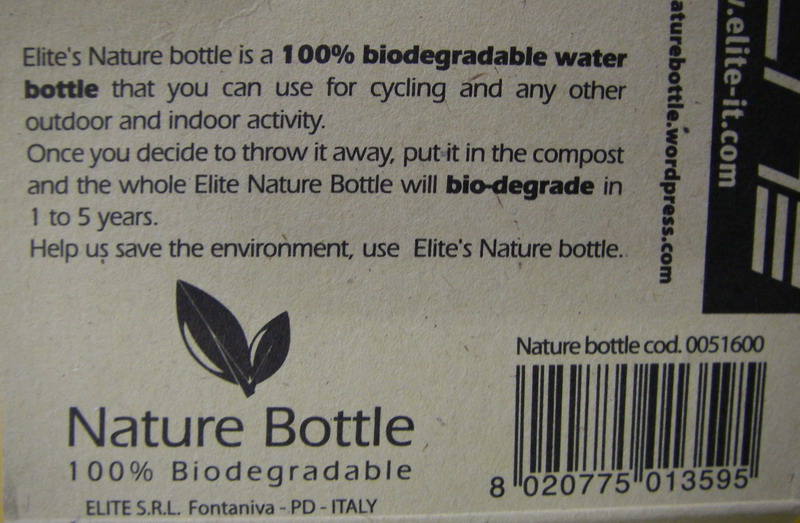 Elite's Nature bottle is a 100% biodegradable water
bottle that you can use for cycling and any other
outdoor and indoor activity.
Once you decide to throw it away, put it in the compost
and the whole Elite Nature Bottle will bio-degrade in
1 to 5 years.
Help us save the environment, use Elite's Nature bottle.
aturebottle.wordpress.com
.elite-it.com
Nature bottle cod. 0051600
8 020775 013595
Nature Bottle
100% Biodegradable
ELITE S.R.L. Fontaniva - PD - ITALY